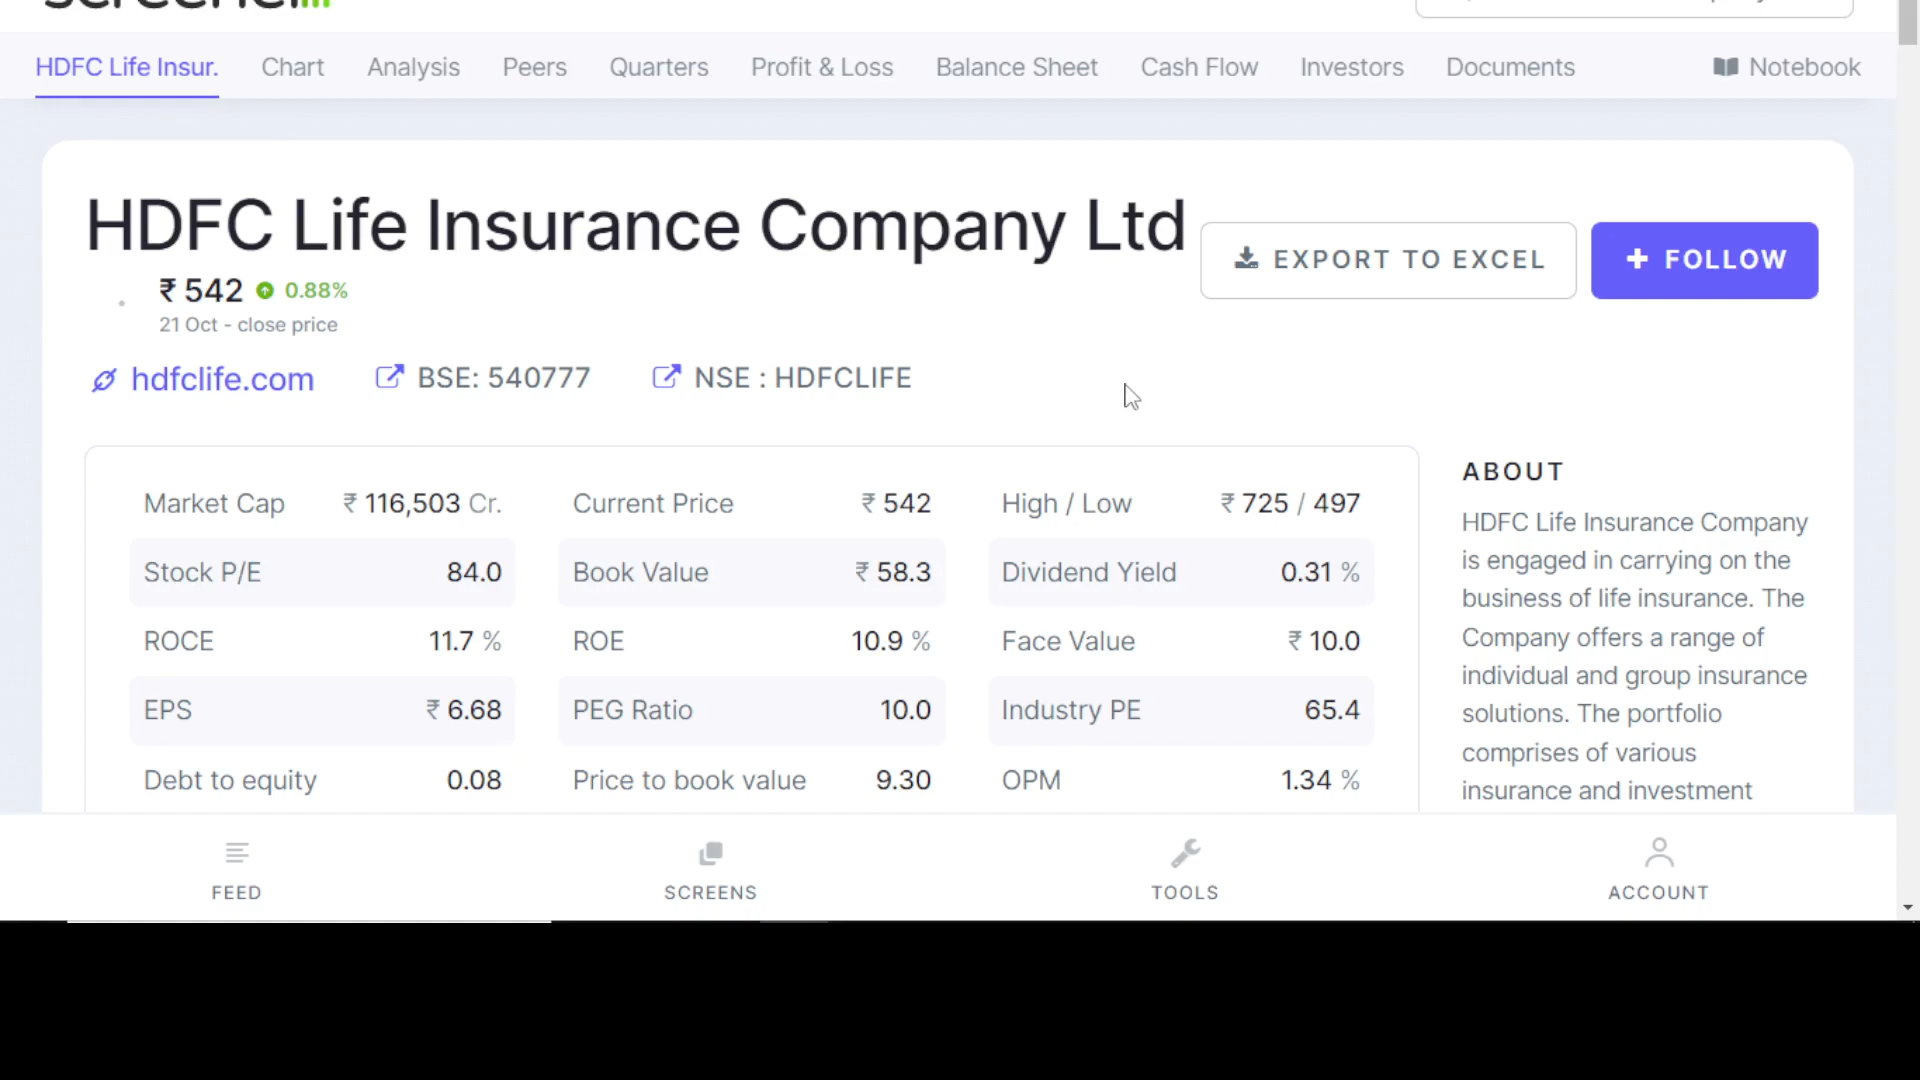 HDFC Life Insur. Chart Analysis Peers Quarters Profit & Loss Balance Sheet Cash Flow Investors Documents Notebook
HDFC Life Insurance Company Ltd
EXPORT TO EXCEL
FOLLOW
₹ 542 0.88%
21 Oct - close price
hdfclife.com BSE: 540777 NSE : HDFCLIFE
Market Cap ₹ 116,503 Cr.
Current Price ₹ 542
High / Low ₹ 725 / 497
Stock P/E 84.0
Book Value ₹ 58.3
Dividend Yield 0.31 %
ROCE 11.7 %
ROE 10.9 %
Face Value ₹ 10.0
EPS ₹ 6.68
PEG Ratio 10.0
Industry PE 65.4
Debt to equity 0.08
Price to book value 9.30
OPM 1.34 %
ABOUT
HDFC Life Insurance Company
is engaged in carrying on the
business of life insurance. The
Company offers a range of
individual and group insurance
solutions. The portfolio
comprises of various
insurance and investment
FEED SCREENS TOOLS ACCOUNT